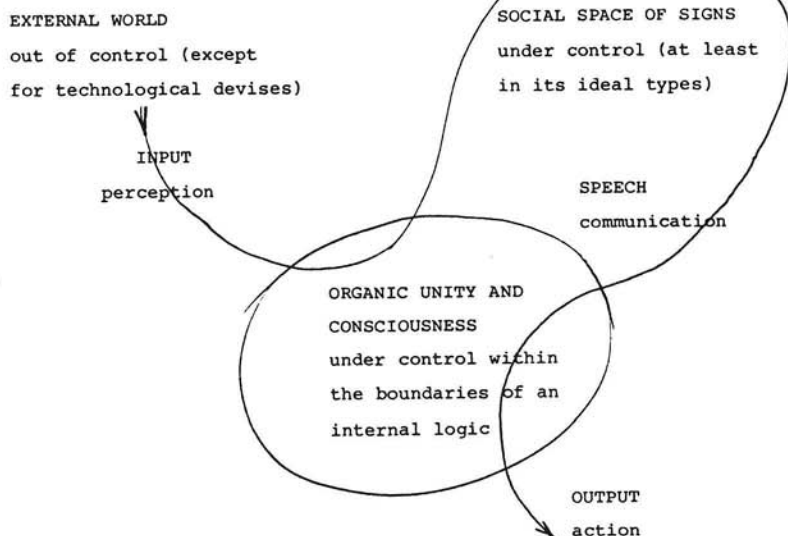 EXTERNAL WORLD
out of control (except
for technological devises)
INPUT
perception
SOCIAL SPACE OF SIGNS
under control (at least
in its ideal types)
SPEECH
communication
ORGANIC UNITY AND
CONSCIOUSNESS
under control within
the boundaries of an
internal logic
OUTPUT
action